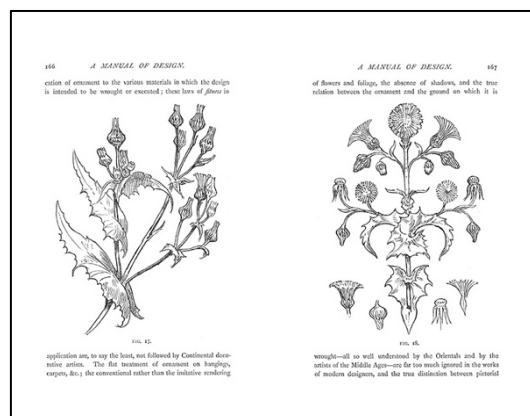 166 A MANUAL OF DESIGN.
cation of ornament to the various materials in which the design
is intended to be wrought or executed; these laws of fitness in
FIG. 17.
application are, to say the least, not followed by Continental deco-
rative artists. The flat treatment of ornament on hangings,
carpets, &c.; the conventional rather than the imitative rendering
A MANUAL OF DESIGN. 167
of flowers and foliage, the absence of shadows, and the true
relation between the ornament and the ground on which it is
FIG. 18.
wrought—all so well understood by the Orientals and by the
artists of the Middle Ages—are far too much ignored in the works
of modern designers, and the true distinction between pictorial